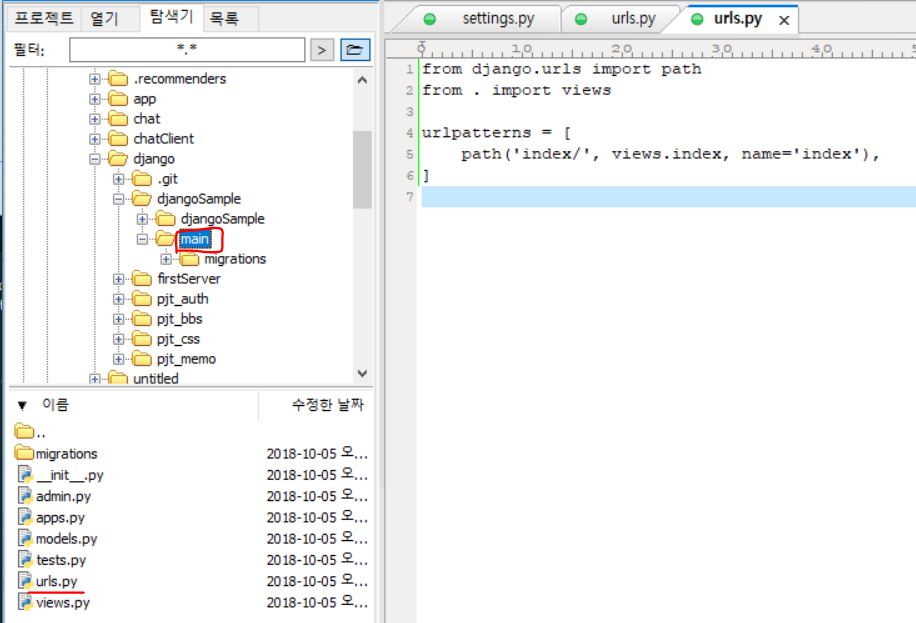 프로젝트 열기 탐색기 목록
필터: *.* >
.recommenders
app
chat
chatClient
django
.git
djangoSample
djangoSample
main
migrations
firstServer
pjt_auth
pjt_bbs
pjt_css
pjt_memo
untitled
▼ 이름 수정한 날짜
..
migrations 2018-10-05 오...
__init__.py 2018-10-05 오...
admin.py 2018-10-05 오...
apps.py 2018-10-05 오...
models.py 2018-10-05 오...
tests.py 2018-10-05 오...
urls.py 2018-10-05 오...
views.py 2018-10-05 오...
settings.py urls.py urls.py ×
0 10 20 30 40 5
1 from django.urls import path
2 from . import views
3
4 urlpatterns = [
5 path('index/', views.index, name='index'),
6 ]
7